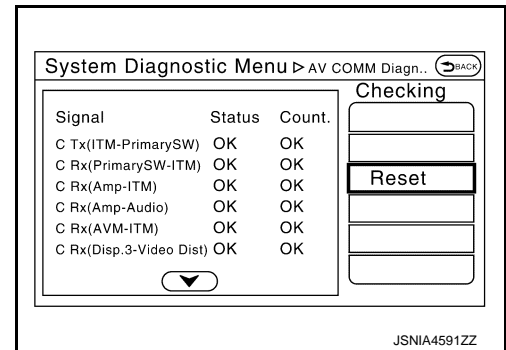 System Diagnostic Menu ▷ AV COMM Diagn.. BACK
Checking
Signal Status Count.
C Tx(ITM-PrimarySW) OK OK
C Rx(PrimarySW-ITM) OK OK
C Rx(Amp-ITM) OK OK
C Rx(Amp-Audio) OK OK
C Rx(AVM-ITM) OK OK
C Rx(Disp.3-Video Dist) OK OK
Reset
JSNIA4591ZZ